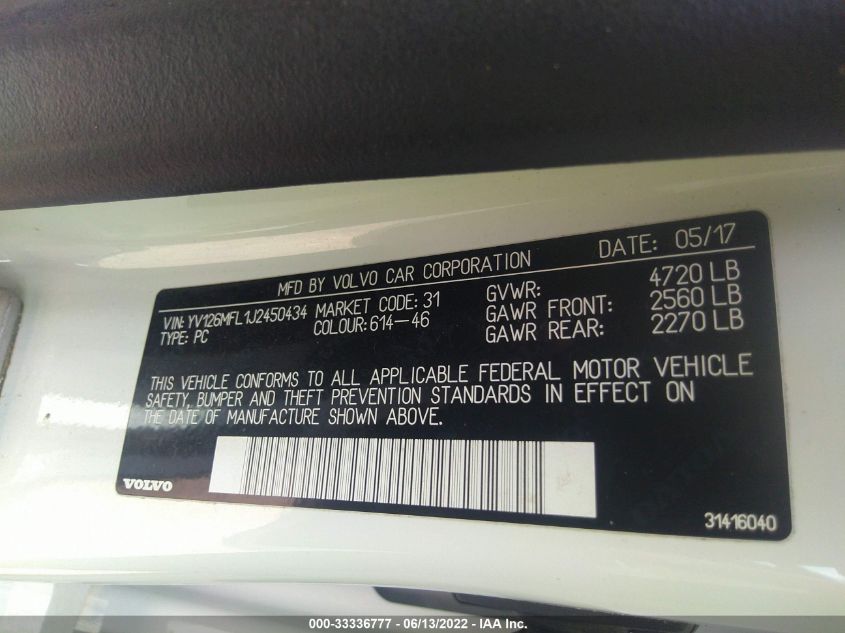 MFD BY VOLVO CAR CORPORATION DATE: 05/17
VIN: YV126MFL1J2450434 MARKET CODE: 31 GVWR: 4720 LB
TYPE: PC COLOUR: 614-46 GAWR FRONT: 2560 LB
GAWR REAR: 2270 LB
THIS VEHICLE CONFORMS TO ALL APPLICABLE FEDERAL MOTOR VEHICLE
SAFETY, BUMPER AND THEFT PREVENTION STANDARDS IN EFFECT ON
THE DATE OF MANUFACTURE SHOWN ABOVE.
VOLVO
31416040
000-33336777 - 06/13/2022 - IAA Inc.